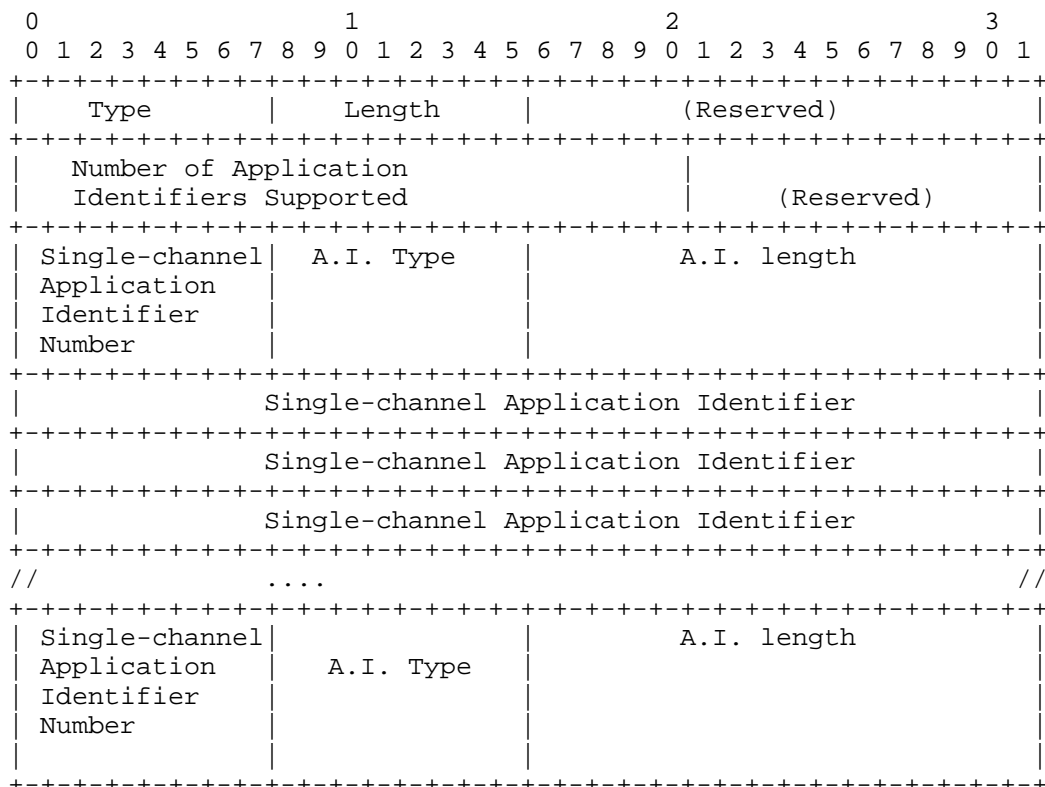 0                   1                   2                   3
 0 1 2 3 4 5 6 7 8 9 0 1 2 3 4 5 6 7 8 9 0 1 2 3 4 5 6 7 8 9 0 1
+-+-+-+-+-+-+-+-+-+-+-+-+-+-+-+-+-+-+-+-+-+-+-+-+-+-+-+-+-+-+-+-+
|    Type       |    Length     |         (Reserved)            |
+-+-+-+-+-+-+-+-+-+-+-+-+-+-+-+-+-+-+-+-+-+-+-+-+-+-+-+-+-+-+-+-+
|   Number of Application                 |                     |
|   Identifiers Supported                 |     (Reserved)      |
+-+-+-+-+-+-+-+-+-+-+-+-+-+-+-+-+-+-+-+-+-+-+-+-+-+-+-+-+-+-+-+-+
| Single-channel|  A.I. Type    |         A.I. length           |
| Application   |               |                               |
| Identifier    |               |                               |
| Number        |               |                               |
+-+-+-+-+-+-+-+-+-+-+-+-+-+-+-+-+-+-+-+-+-+-+-+-+-+-+-+-+-+-+-+-+
|               Single-channel Application Identifier           |
+-+-+-+-+-+-+-+-+-+-+-+-+-+-+-+-+-+-+-+-+-+-+-+-+-+-+-+-+-+-+-+-+
|               Single-channel Application Identifier           |
+-+-+-+-+-+-+-+-+-+-+-+-+-+-+-+-+-+-+-+-+-+-+-+-+-+-+-+-+-+-+-+-+
|               Single-channel Application Identifier           |
+-+-+-+-+-+-+-+-+-+-+-+-+-+-+-+-+-+-+-+-+-+-+-+-+-+-+-+-+-+-+-+-+
//              ....                                           //
+-+-+-+-+-+-+-+-+-+-+-+-+-+-+-+-+-+-+-+-+-+-+-+-+-+-+-+-+-+-+-+-+
| Single-channel|               |         A.I. length           |
| Application   |   A.I. Type   |                               |
| Identifier    |               |                               |
| Number        |               |                               |
|               |               |                               |
+-+-+-+-+-+-+-+-+-+-+-+-+-+-+-+-+-+-+-+-+-+-+-+-+-+-+-+-+-+-+-+-+